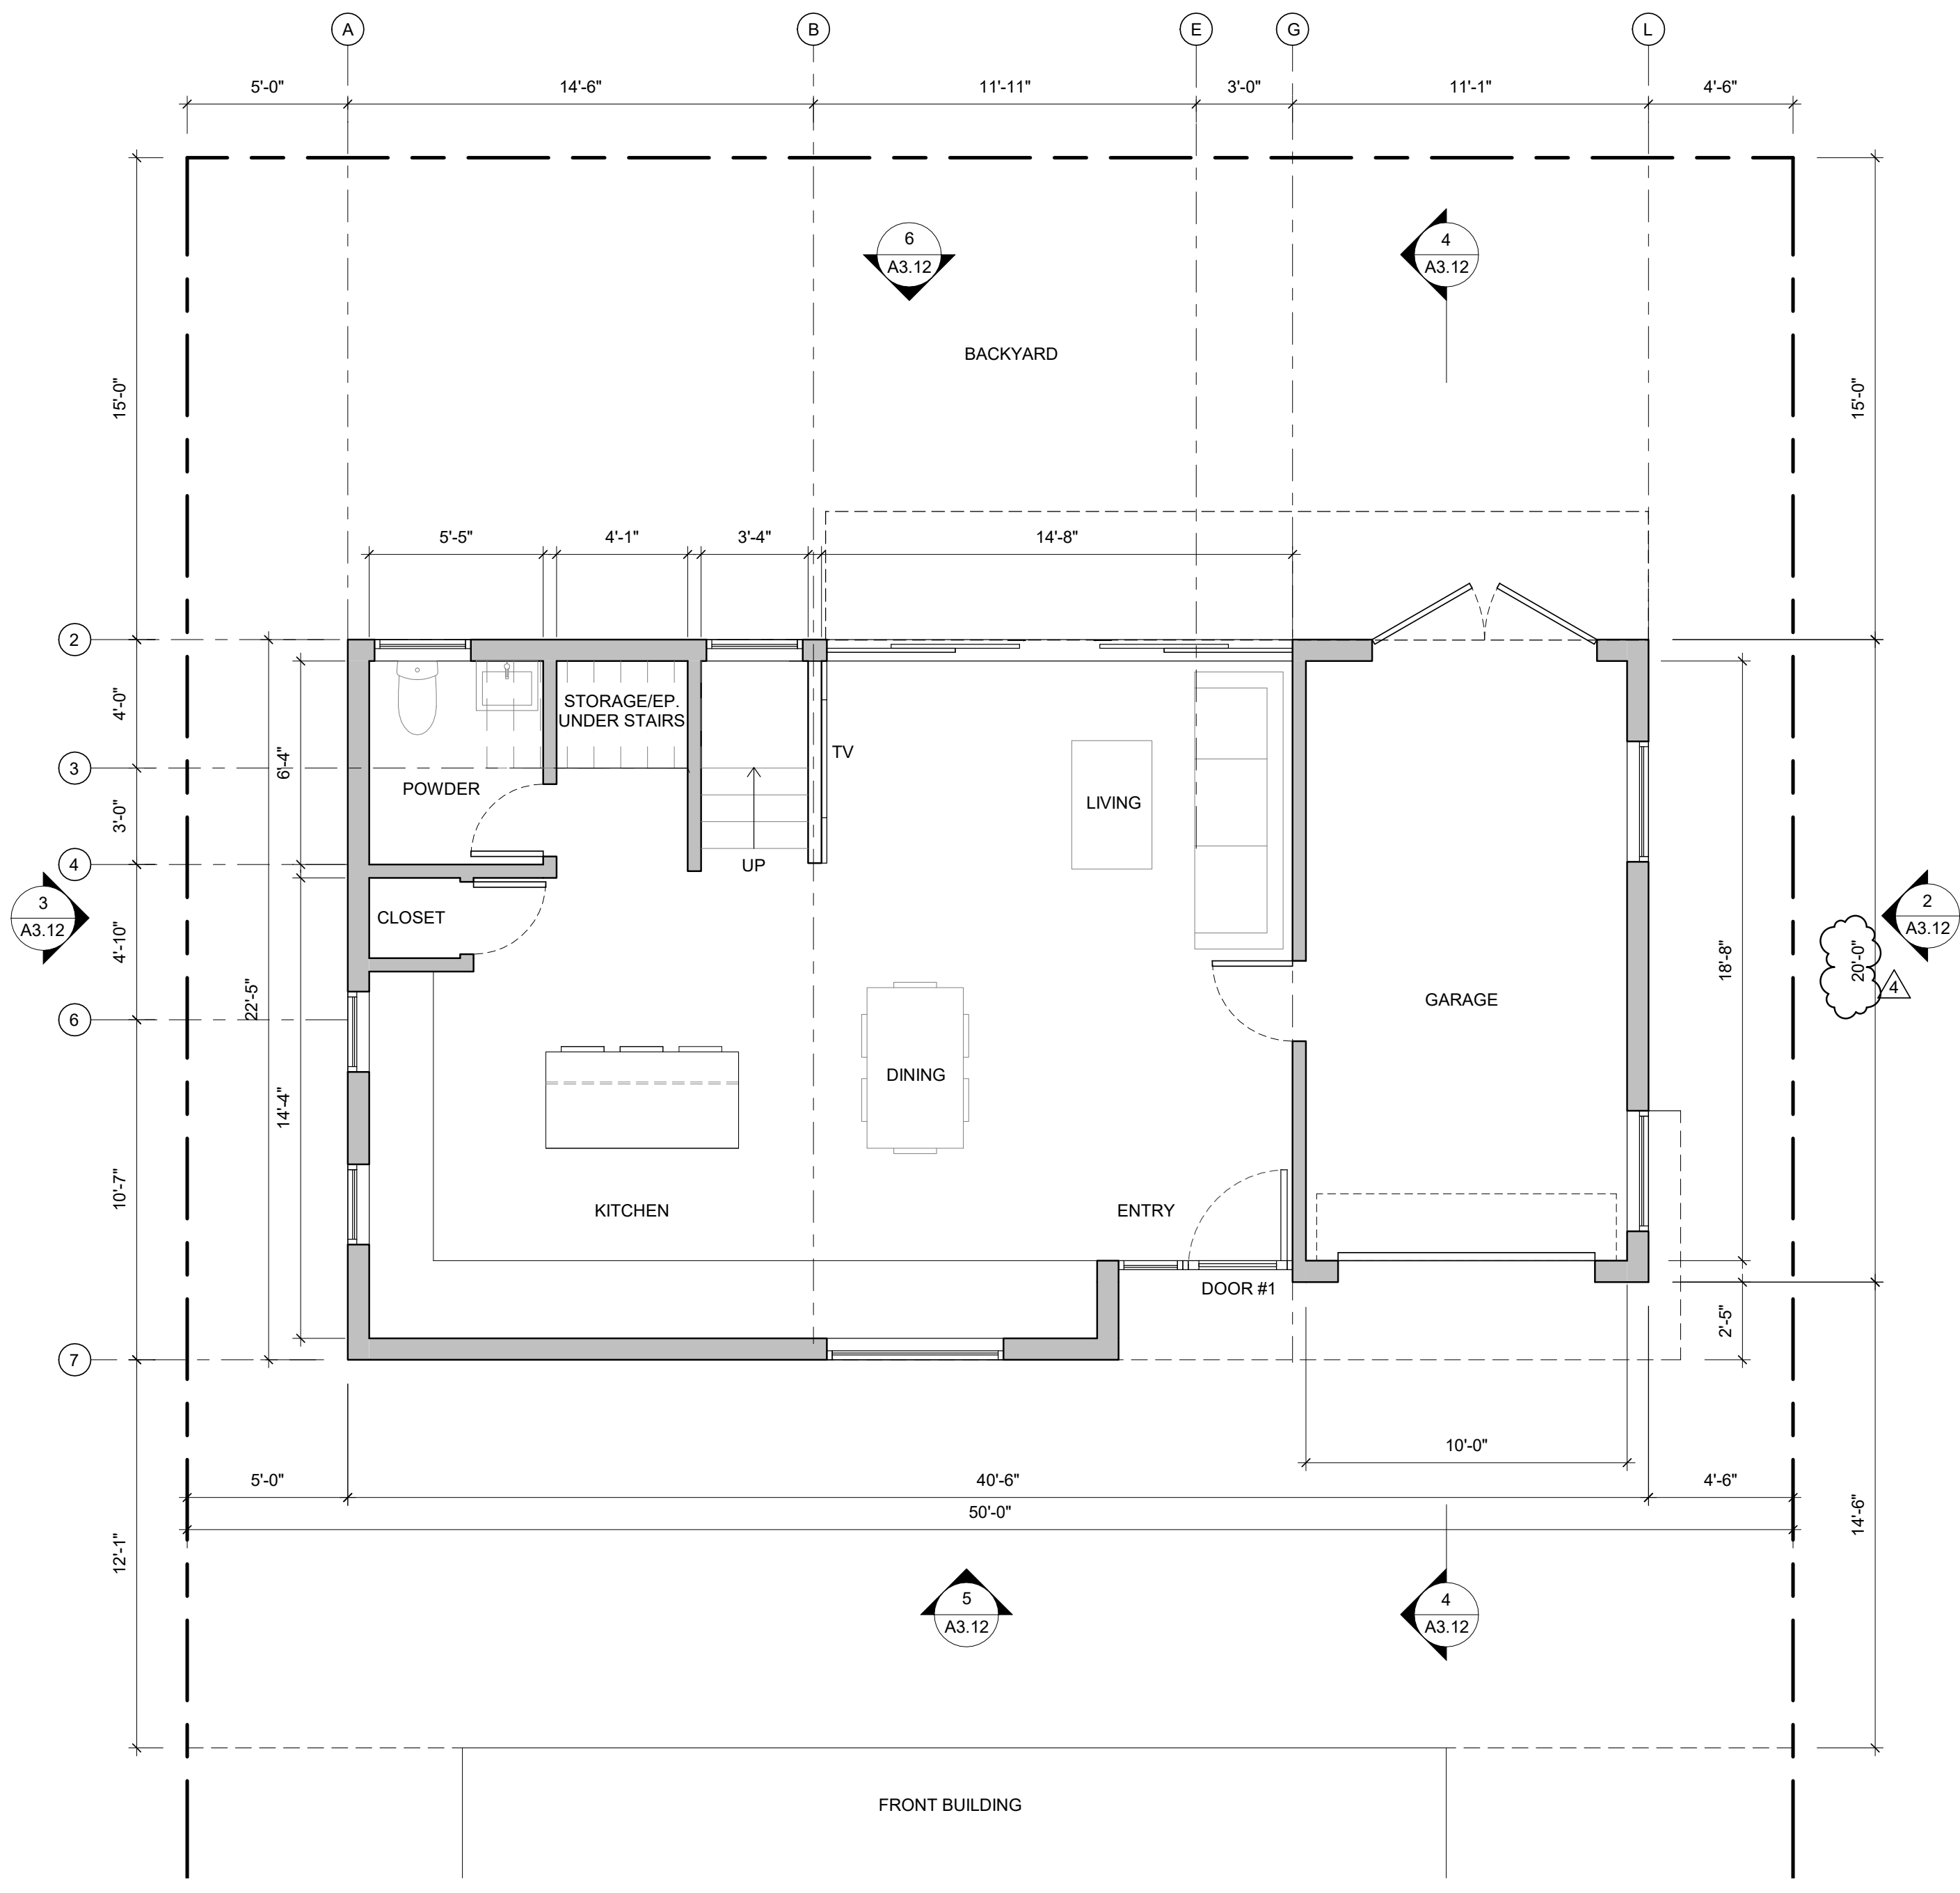 A
B
E
G
L
5'-0"
14'-6"
11'-11"
3'-0"
11'-1"
4'-6"
6
A3.12
4
A3.12
BACKYARD
15'-0"
15'-0"
5'-5"
4'-1"
3'-4"
14'-8"
2
4'-0"
STORAGE/EP.
UNDER STAIRS
6'-4"
TV
3
POWDER
LIVING
3'-0"
4
UP
3
A3.12
CLOSET
2
A3.12
4'-10"
22'-5"
18'-8"
20'-0"
4
GARAGE
6
DINING
14'-4"
10'-7"
KITCHEN
ENTRY
DOOR #1
2'-5"
7
10'-0"
5'-0"
40'-6"
4'-6"
50'-0"
12'-1"
14'-6"
5
A3.12
4
A3.12
FRONT BUILDING